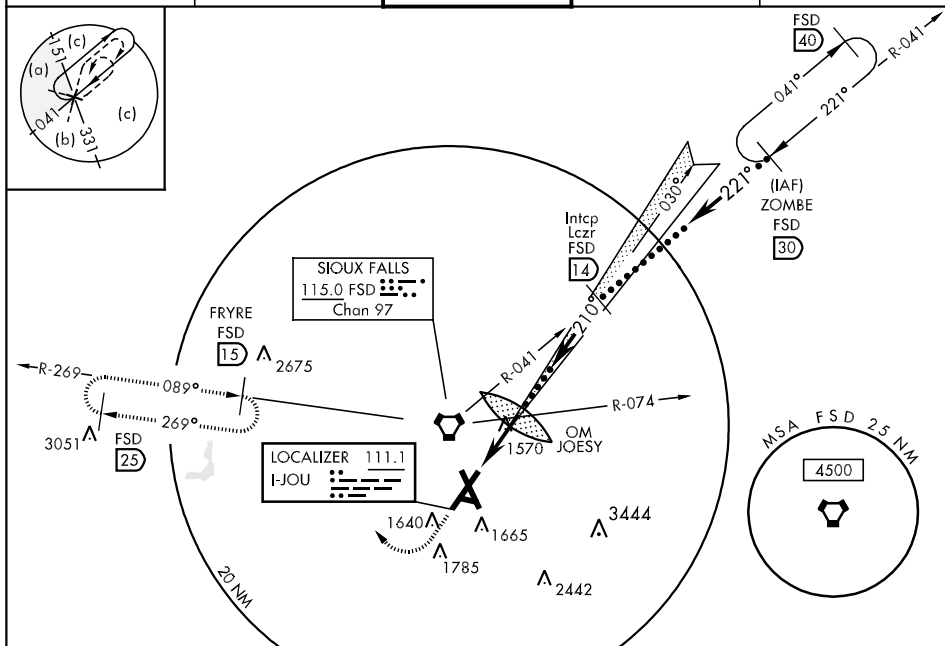 151
(c)
(a)
041
(b)
331
(c)
FSD
40
R-041
041°
221°
221°
(IAF)
ZOMBE
FSD
30
030°
Intcp
Lczr
FSD
14
210°
SIOUX FALLS
115.0 FSD
Chan 97
FRYRE
FSD
15
2675
R-269
089°
269°
3051
FSD
25
R-041
R-074
OM
JOESY
1570
LOCALIZER 111.1
I-JOU
1640
1665
1785
3444
2442
20 NM
MSA FSD 25 NM
4500